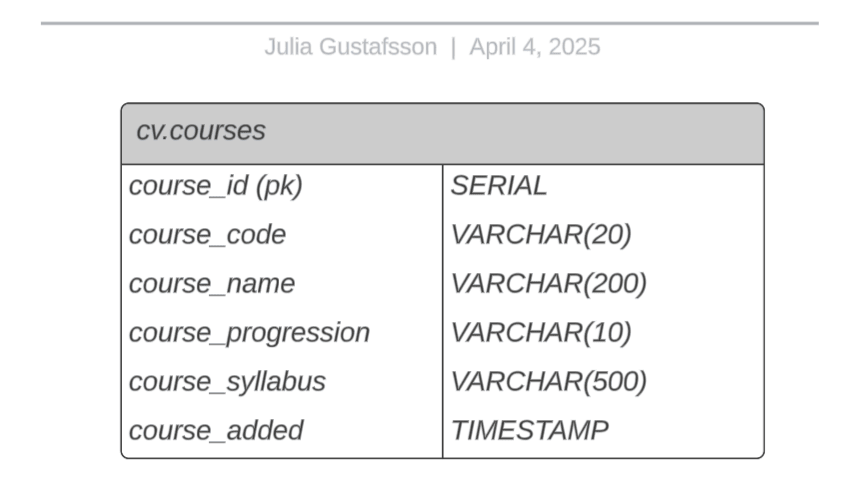 Julia Gustafsson | April 4, 2025
cv.courses
course_id (pk) SERIAL
course_code VARCHAR(20)
course_name VARCHAR(200)
course_progression VARCHAR(10)
course_syllabus VARCHAR(500)
course_added TIMESTAMP